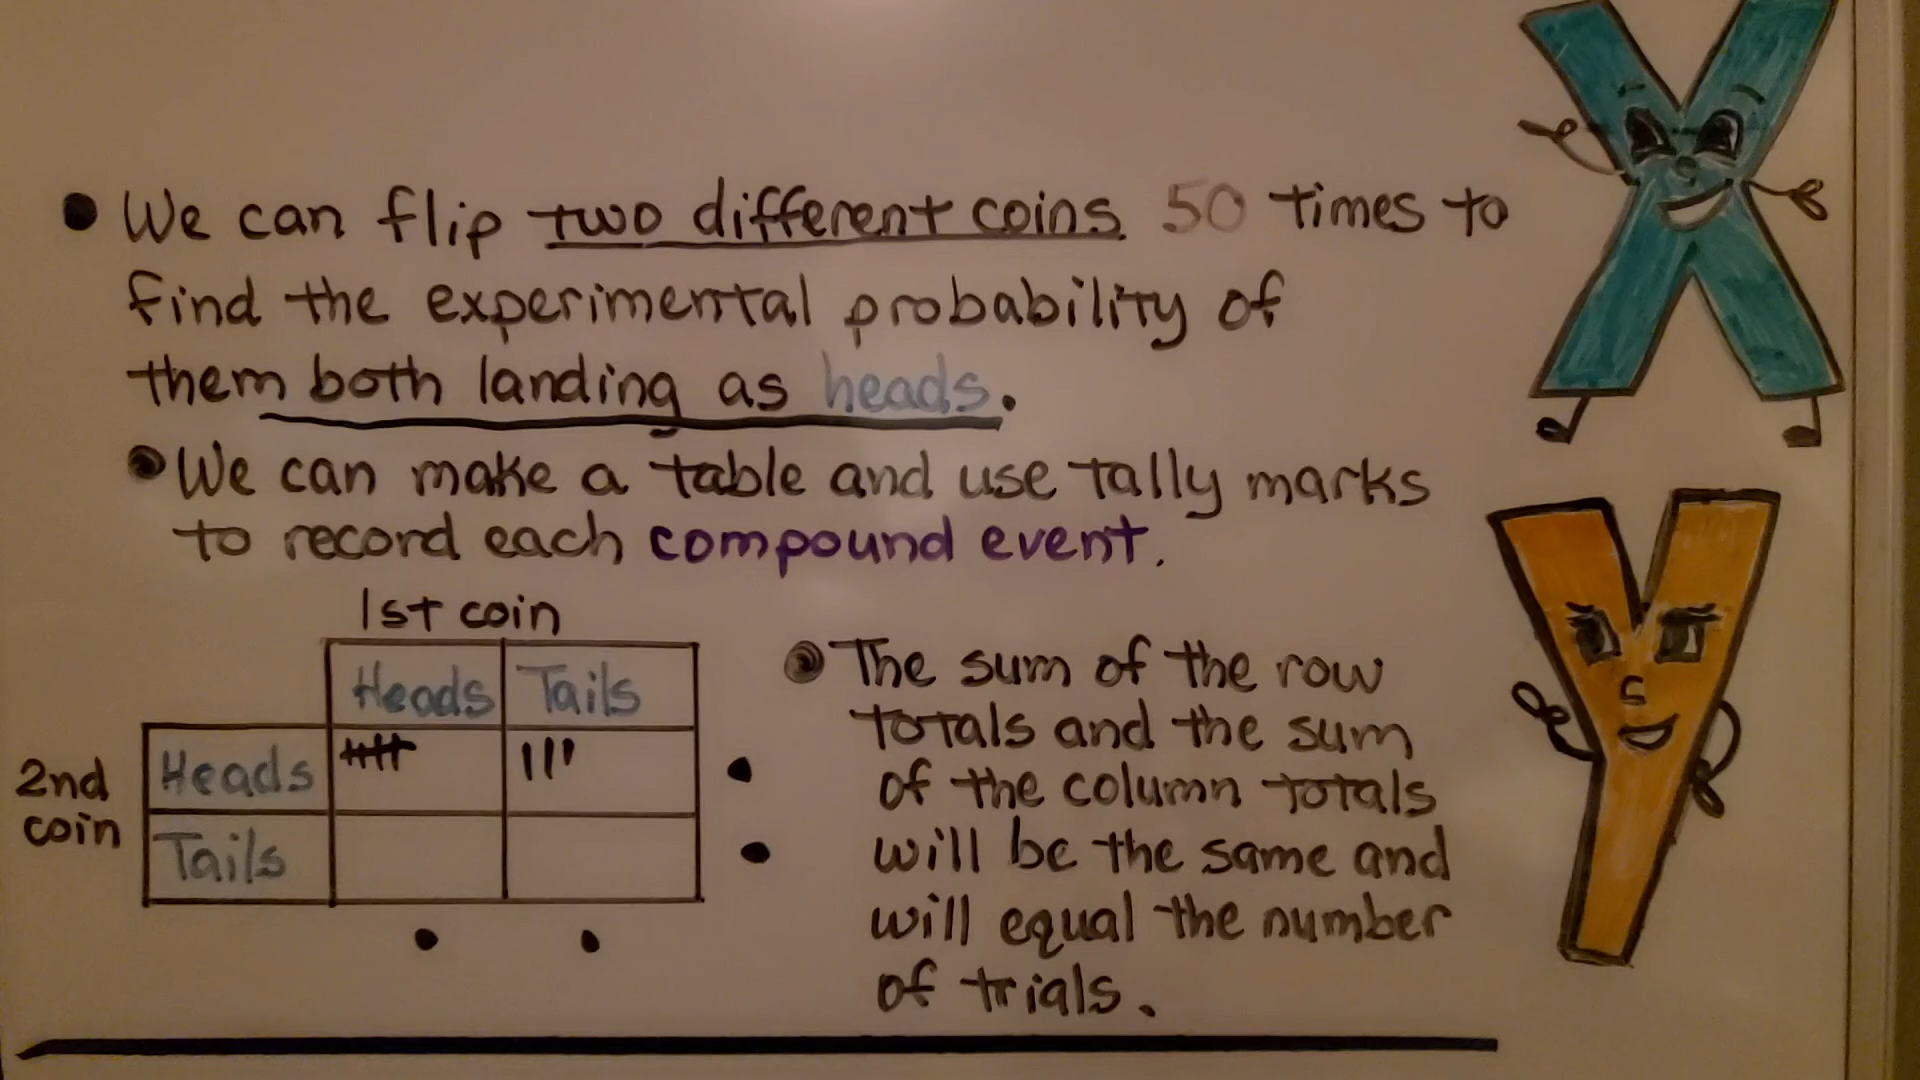 • We can flip two different coins 50 times to
find the experimental probability of
them both landing as heads.
• We can make a table and use tally marks
to record each compound event.
1st coin
Heads Tails
2nd coin
Heads
Tails
• The sum of the row
totals and the sum
of the column totals
will be the same and
will equal the number
of trials.